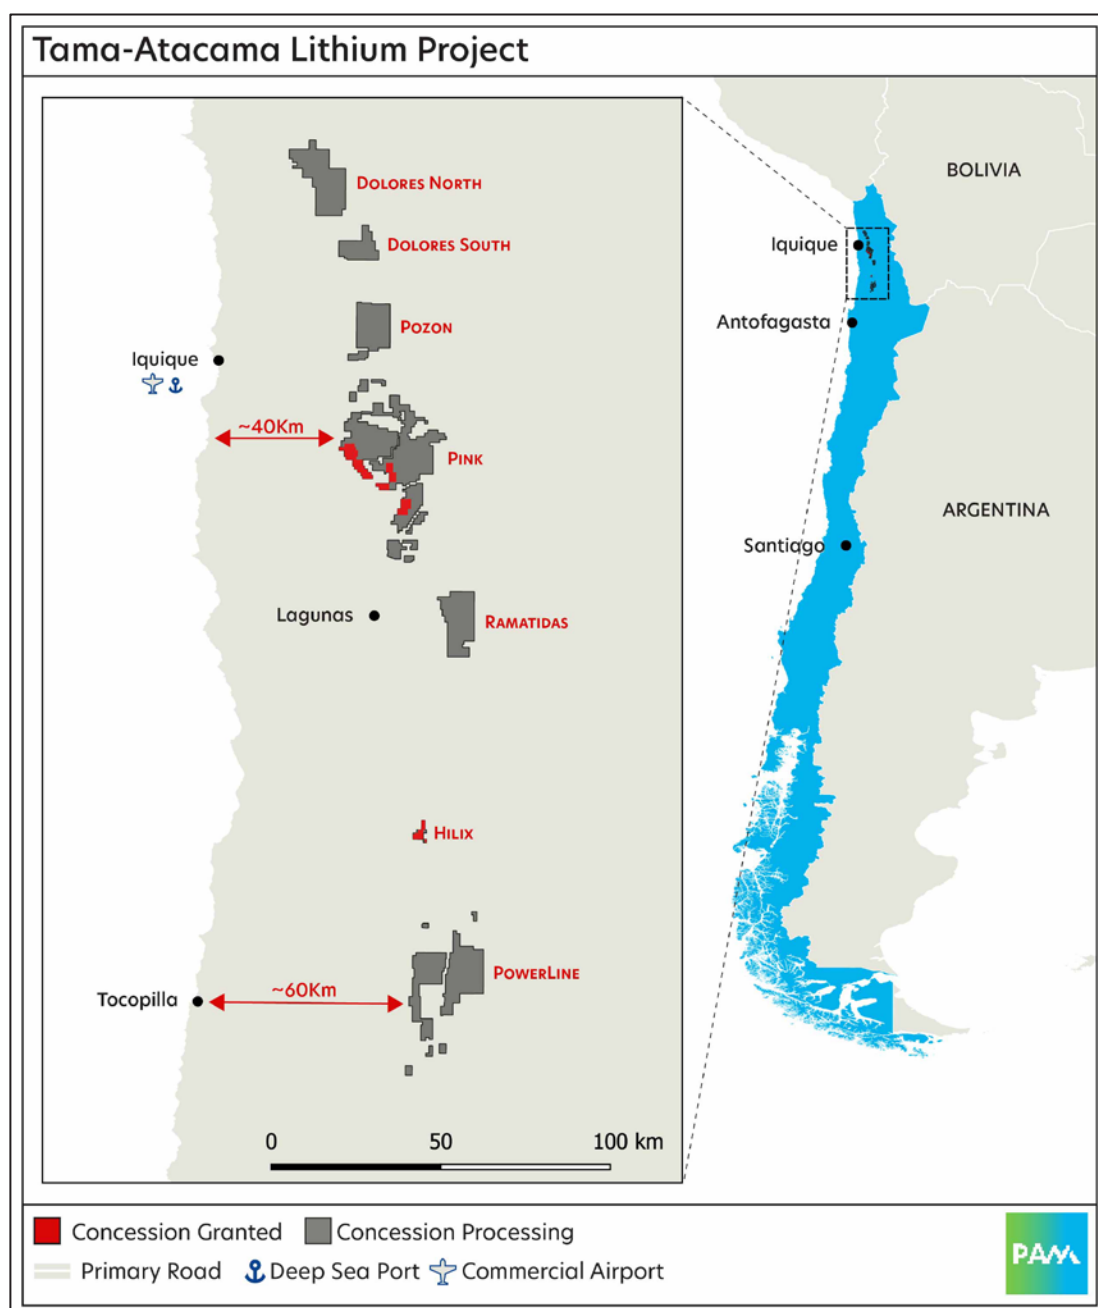 Tama-Atacama Lithium Project
Dolores North
Dolores South
Pozon
Iquique
~40Km
Pink
Lagunas
Ramatidas
Hilix
PowerLine
Tocopilla
~60Km
0 50 100 km
BOLIVIA
Iquique
Antofagasta
ARGENTINA
Santiago
Concession Granted Concession Processing
Primary Road Deep Sea Port Commercial Airport
PAM